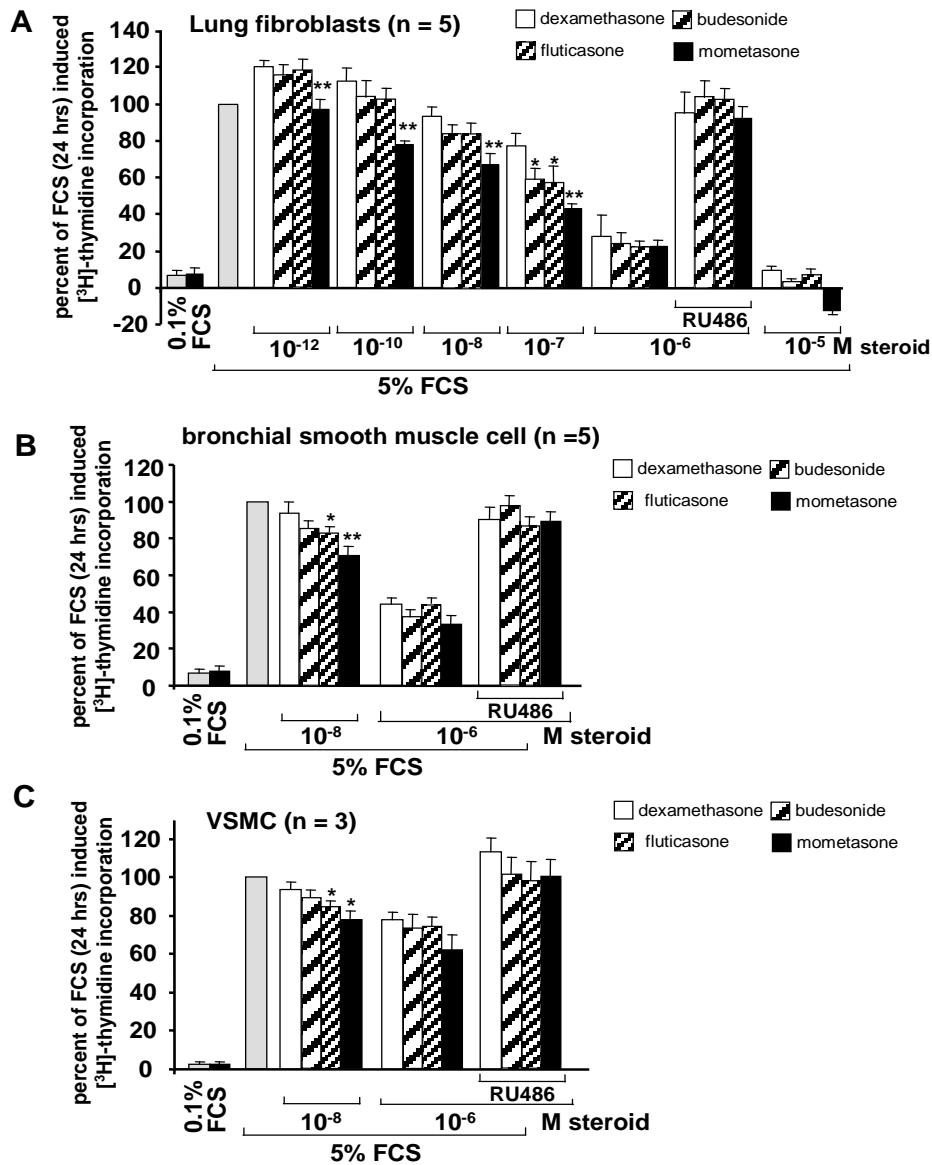 A
Lung fibroblasts (n = 5)
dexamethasone
budesonide
fluticasone
mometasone
percent of FCS (24 hrs) induced
[³H]-thymidine incorporation
140
120
100
80
60
40
20
0
-20
**
**
**
* * **
0.1%
FCS
RU486
10⁻¹² 10⁻¹⁰ 10⁻⁸ 10⁻⁷ 10⁻⁶ 10⁻⁵ M steroid
5% FCS
B
bronchial smooth muscle cell (n =5)
dexamethasone
budesonide
fluticasone
mometasone
percent of FCS (24 hrs) induced
[³H]-thymidine incorporation
120
100
80
60
40
20
0
* **
0.1%
FCS
RU486
10⁻⁸ 10⁻⁶ M steroid
5% FCS
C
VSMC (n = 3)
dexamethasone
budesonide
fluticasone
mometasone
percent of FCS (24 hrs) induced
[³H]-thymidine incorporation
120
100
80
60
40
20
0
* *
0.1%
FCS
RU486
10⁻⁸ 10⁻⁶ M steroid
5% FCS